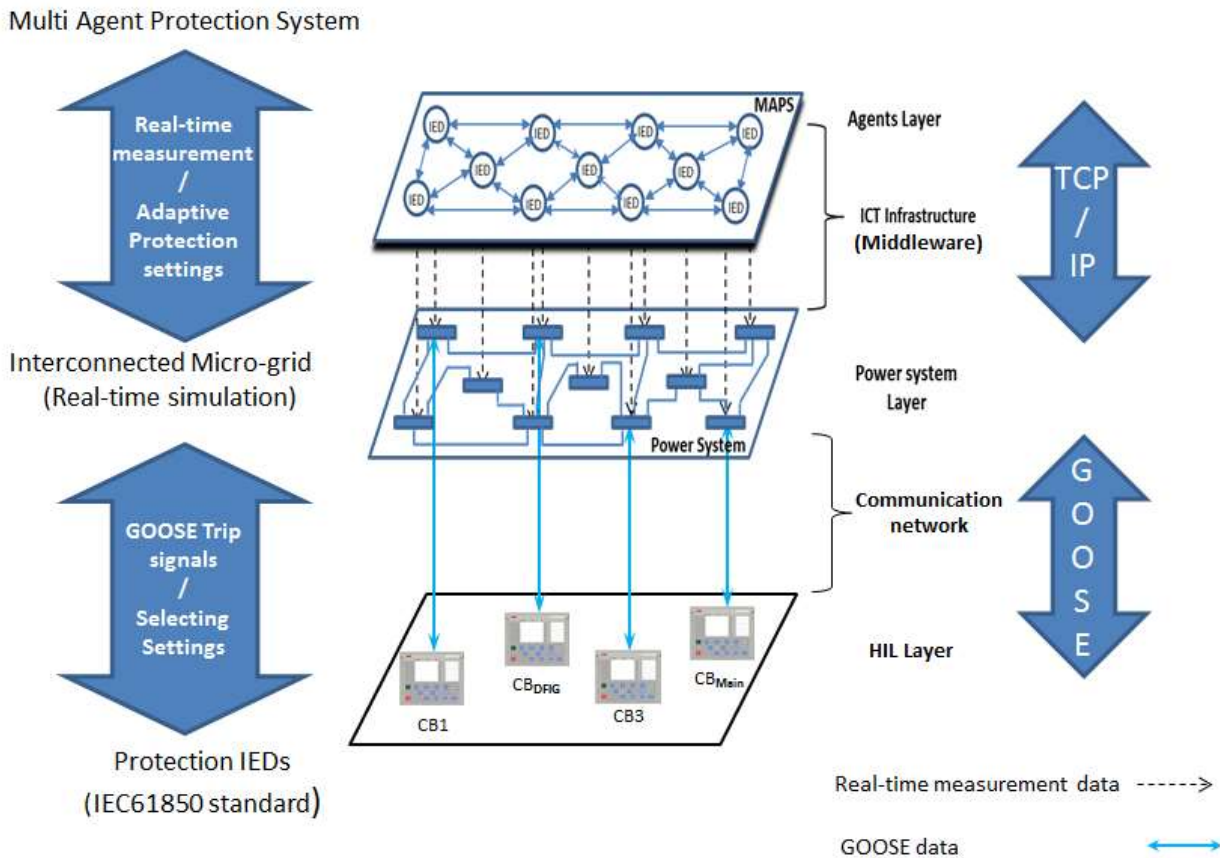 Multi Agent Protection System
Real-time
measurement
/
Adaptive
Protection
settings
Interconnected Micro-grid
(Real-time simulation)
GOOSE Trip
signals
/
Selecting
Settings
Protection IEDs
(IEC61850 standard)
MAPS
IED
IED
IED
IED
IED
IED
IED
IED
IED
IED
IED
Power System
CB1
CBDFIG
CB3
CBMain
Agents Layer
ICT Infrastructure
(Middleware)
Power system
Layer
Communication
network
HIL Layer
TCP
/
IP
G
O
O
S
E
Real-time measurement data
GOOSE data